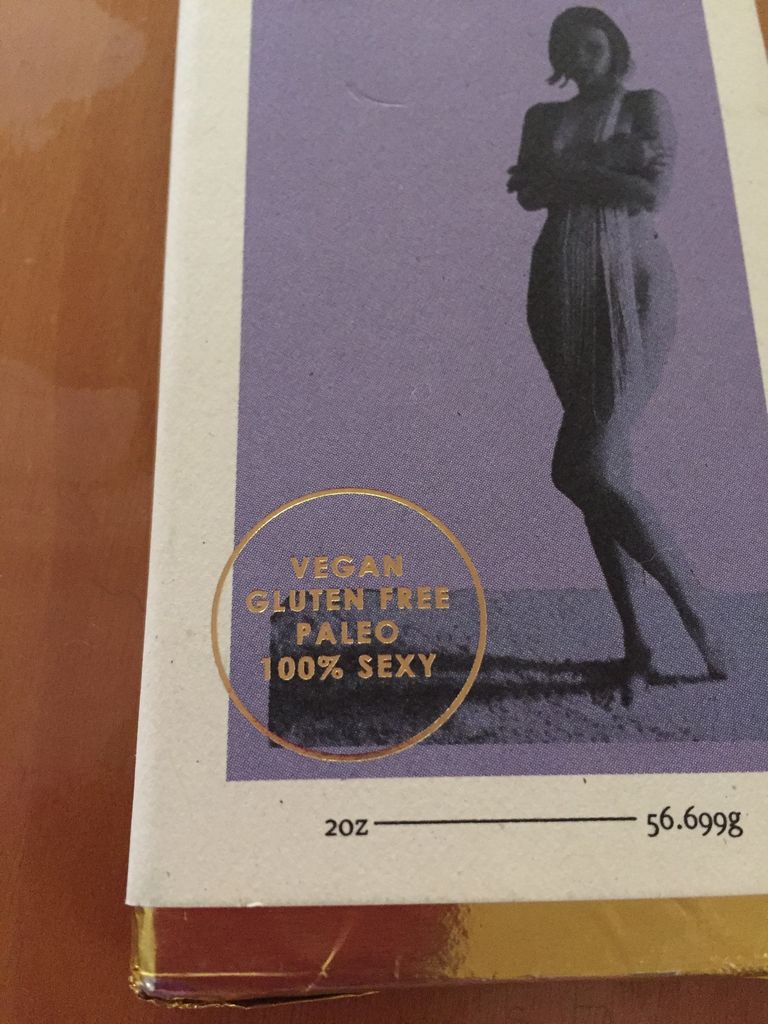 VEGAN
GLUTEN FREE
PALEO
100% SEXY
2oz 56.699g